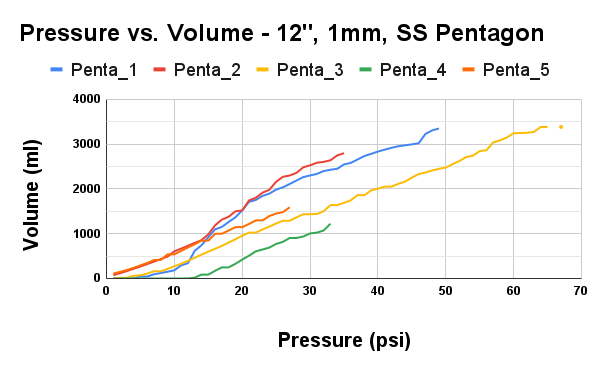 Pressure vs. Volume - 12", 1mm, SS Pentagon
Penta_1 Penta_2 Penta_3 Penta_4 Penta_5
4000
3000
2000
1000
0
Volume (ml)
0 10 20 30 40 50 60 70
Pressure (psi)